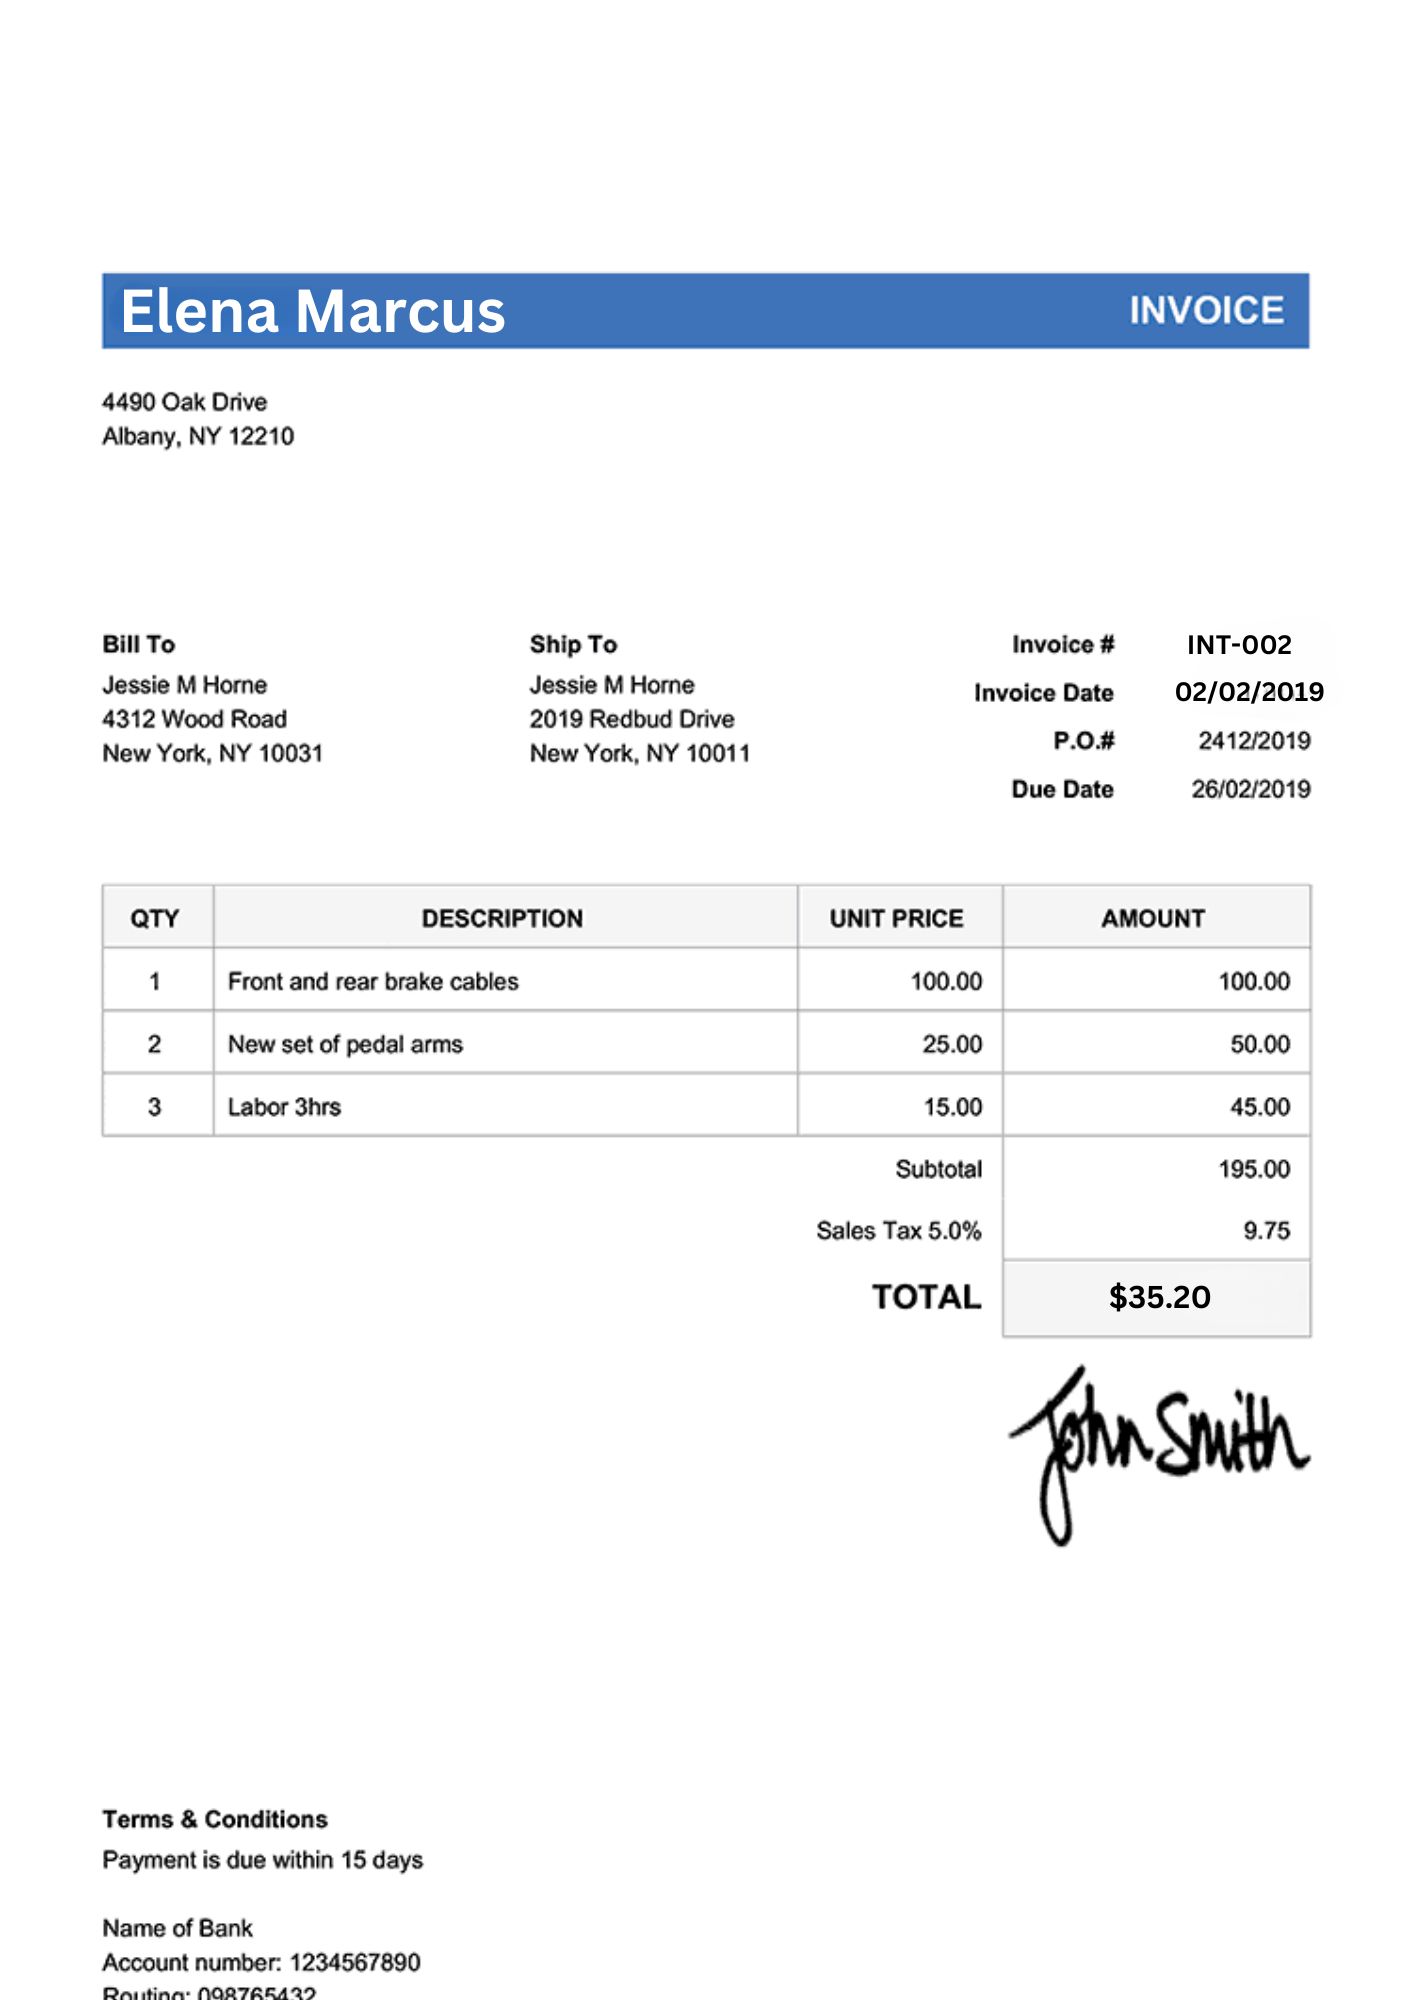 Elena Marcus INVOICE
4490 Oak Drive
Albany, NY 12210
Bill To
Jessie M Horne
4312 Wood Road
New York, NY 10031
Ship To
Jessie M Horne
2019 Redbud Drive
New York, NY 10011
Invoice # INT-002
Invoice Date 02/02/2019
P.O.# 2412/2019
Due Date 26/02/2019
QTY DESCRIPTION UNIT PRICE AMOUNT
1 Front and rear brake cables 100.00 100.00
2 New set of pedal arms 25.00 50.00
3 Labor 3hrs 15.00 45.00
Subtotal 195.00
Sales Tax 5.0% 9.75
TOTAL $35.20
John Smith
Terms & Conditions
Payment is due within 15 days
Name of Bank
Account number: 1234567890
Routing: 098765432